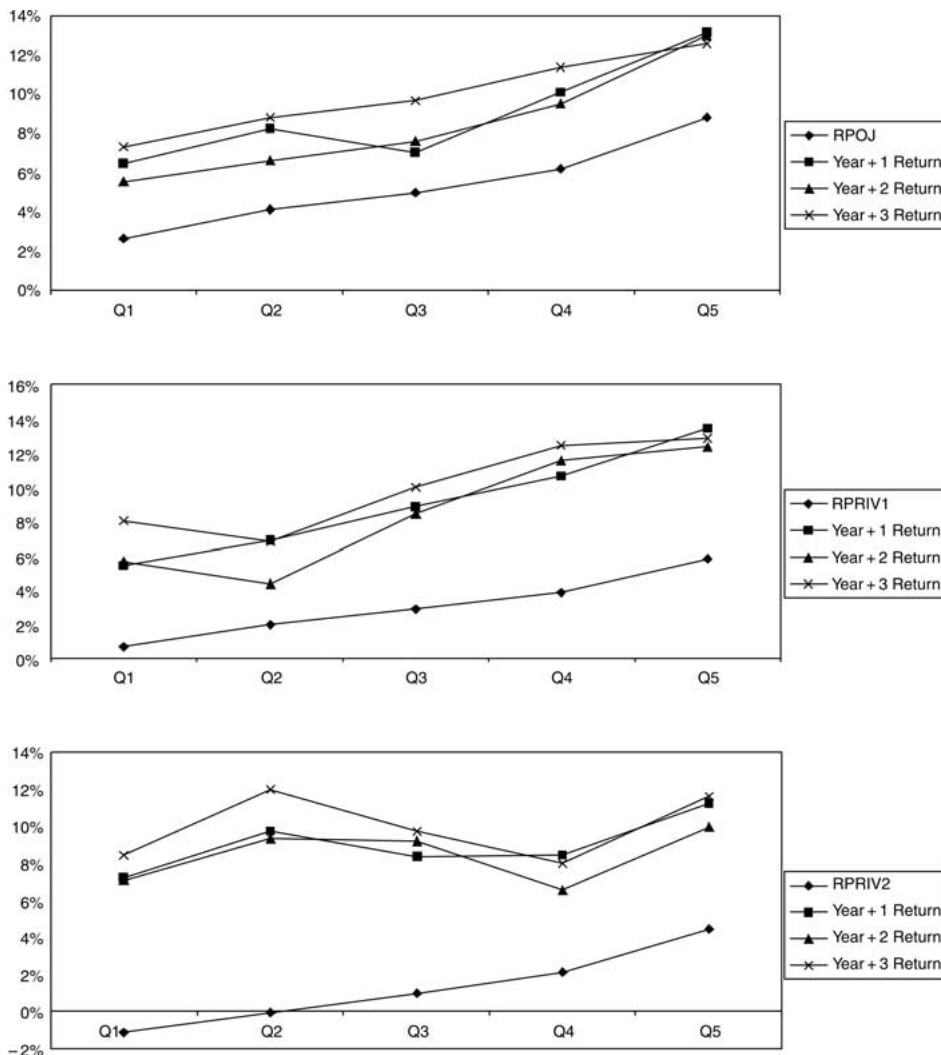 14%
12%
10%
8%
6%
4%
2%
0%
Q1 Q2 Q3 Q4 Q5
RPOJ
Year + 1 Return
Year + 2 Return
Year + 3 Return
16%
14%
12%
10%
8%
6%
4%
2%
0%
Q1 Q2 Q3 Q4 Q5
RPRIV1
Year + 1 Return
Year + 2 Return
Year + 3 Return
14%
12%
10%
8%
6%
4%
2%
0%
−2%
Q1 Q2 Q3 Q4 Q5
RPRIV2
Year + 1 Return
Year + 2 Return
Year + 3 Return